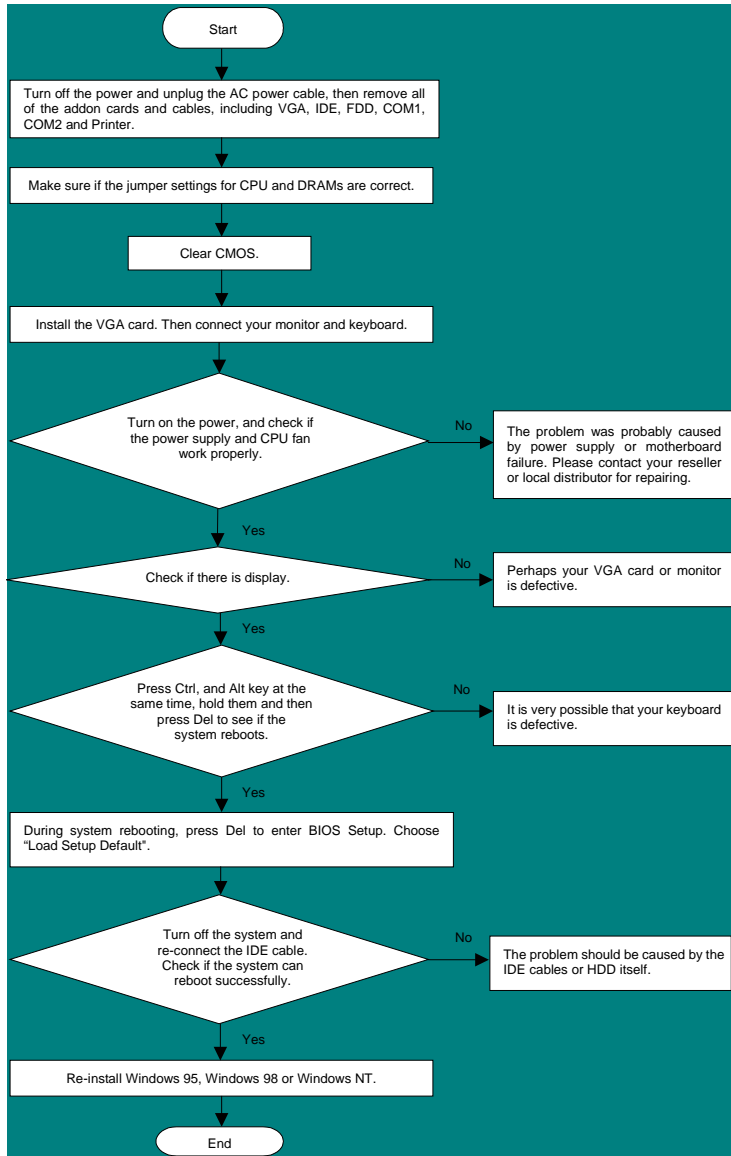 Start
Turn off the power and unplug the AC power cable, then remove all
of the addon cards and cables, including VGA, IDE, FDD, COM1,
COM2 and Printer.
Make sure if the jumper settings for CPU and DRAMs are correct.
Clear CMOS.
Install the VGA card. Then connect your monitor and keyboard.
Turn on the power, and check if
the power supply and CPU fan
work properly.
No
The problem was probably caused
by power supply or motherboard
failure. Please contact your reseller
or local distributor for repairing.
Yes
Check if there is display.
No
Perhaps your VGA card or monitor
is defective.
Yes
Press Ctrl, and Alt key at the
same time, hold them and then
press Del to see if the
system reboots.
No
It is very possible that your keyboard
is defective.
Yes
During system rebooting, press Del to enter BIOS Setup. Choose
“Load Setup Default”.
Turn off the system and
re-connect the IDE cable.
Check if the system can
reboot successfully.
No
The problem should be caused by the
IDE cables or HDD itself.
Yes
Re-install Windows 95, Windows 98 or Windows NT.
End